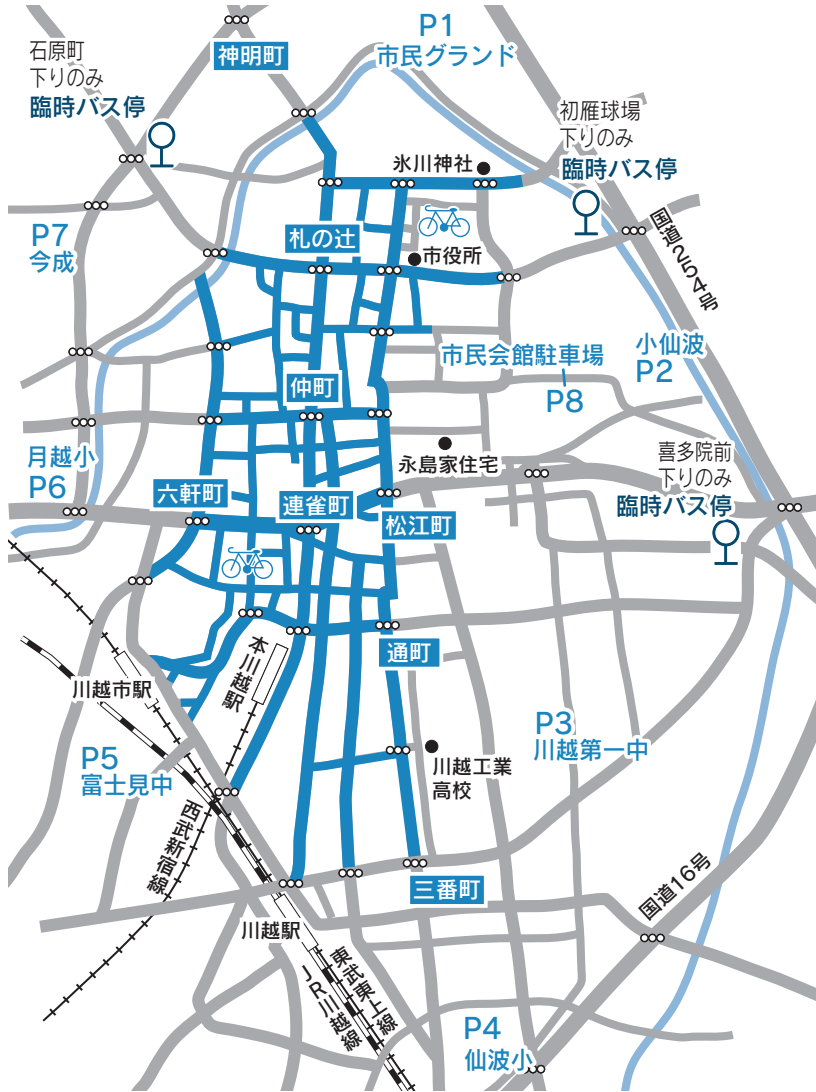 P1
市民グランド
石原町
下りのみ
臨時バス停
神明町
初雁球場
下りのみ
臨時バス停
氷川神社
P7
今成
札の辻
市役所
国道254号
市民会館駐車場
P8
小仙波
P2
仲町
永島家住宅
月越小
P6
六軒町
連雀町
松江町
喜多院前
下りのみ
臨時バス停
本川越駅
通町
川越市駅
P5
富士見中
P3
川越第一中
川越工業
高校
西武新宿線
三番町
国道16号
川越駅
東武東上線
JR川越線
P4
仙波小